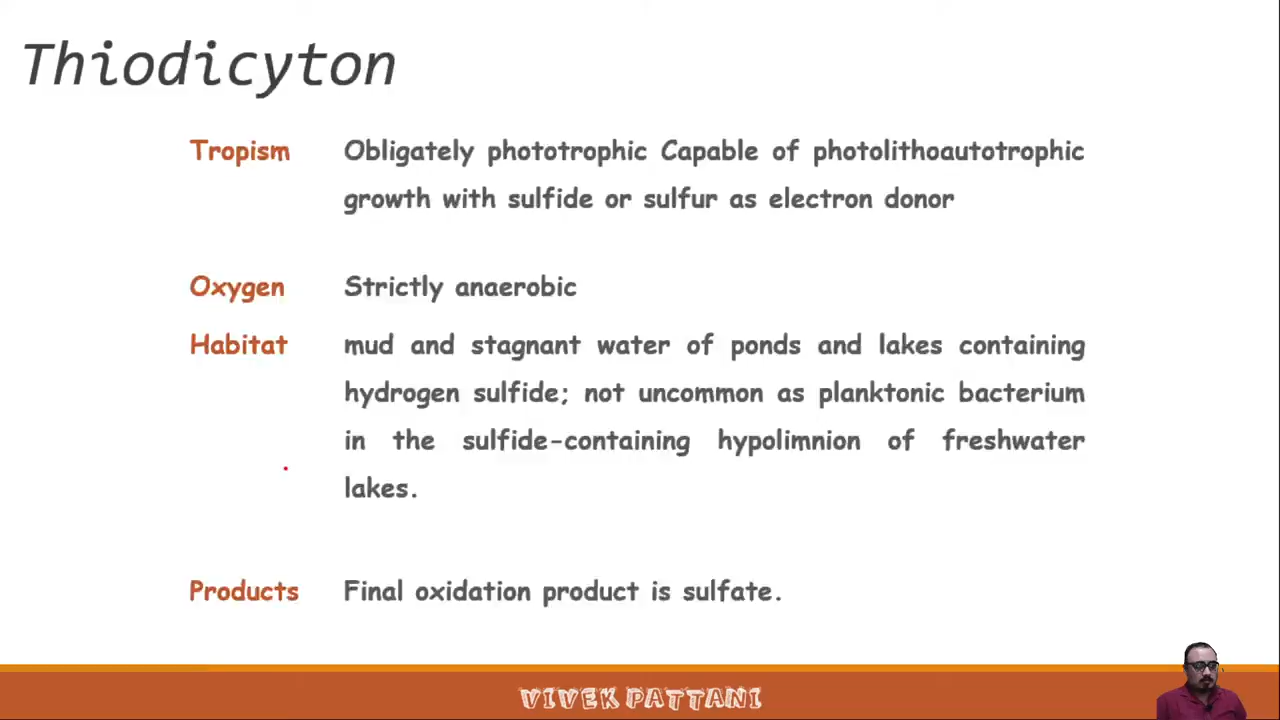 Thiodicyton
Tropism Obligately phototrophic Capable of photolithoautotrophic
growth with sulfide or sulfur as electron donor
Oxygen Strictly anaerobic
Habitat mud and stagnant water of ponds and lakes containing
hydrogen sulfide; not uncommon as planktonic bacterium
in the sulfide-containing hypolimnion of freshwater
lakes.
Products Final oxidation product is sulfate.
VIVEK PATTANI